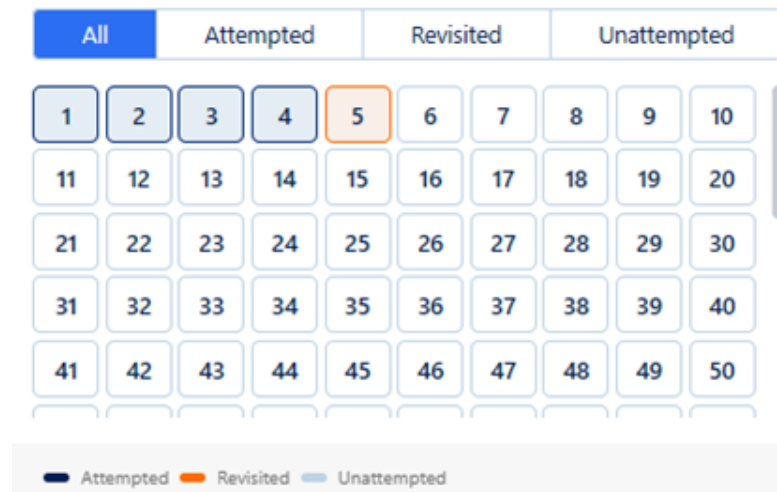 All Attempted Revisited Unattempted
1 2 3 4 5 6 7 8 9 10
11 12 13 14 15 16 17 18 19 20
21 22 23 24 25 26 27 28 29 30
31 32 33 34 35 36 37 38 39 40
41 42 43 44 45 46 47 48 49 50
Attempted Revisited Unattempted